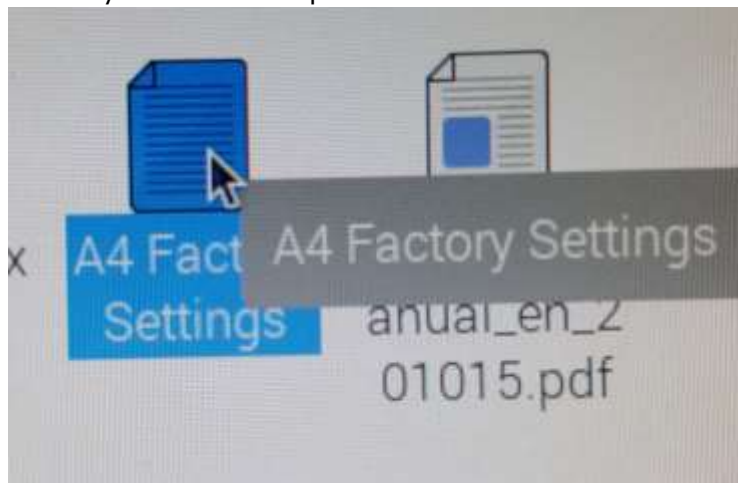 x
A4 Fact
Settings
A4 Factory Settings
anual_en_2
01015.pdf